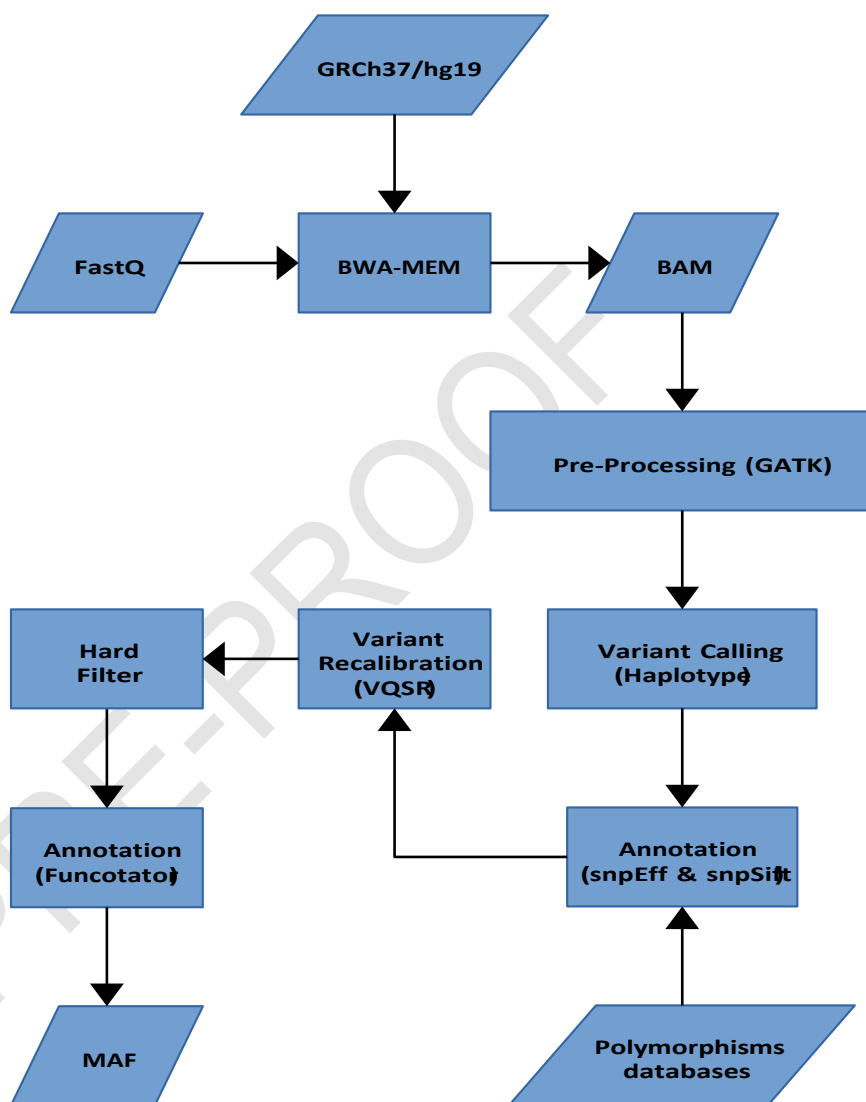 GRCh37/hg19
FastQ
BWA-MEM
BAM
Pre-Processing (GATK)
Hard
Filter
Variant
Recalibration
(VQSR)
Variant Calling
(Haplotype)
Annotation
(Funcotator)
Annotation
(snpEff & snpSift)
MAF
Polymorphisms
databases
PRE-PROOF